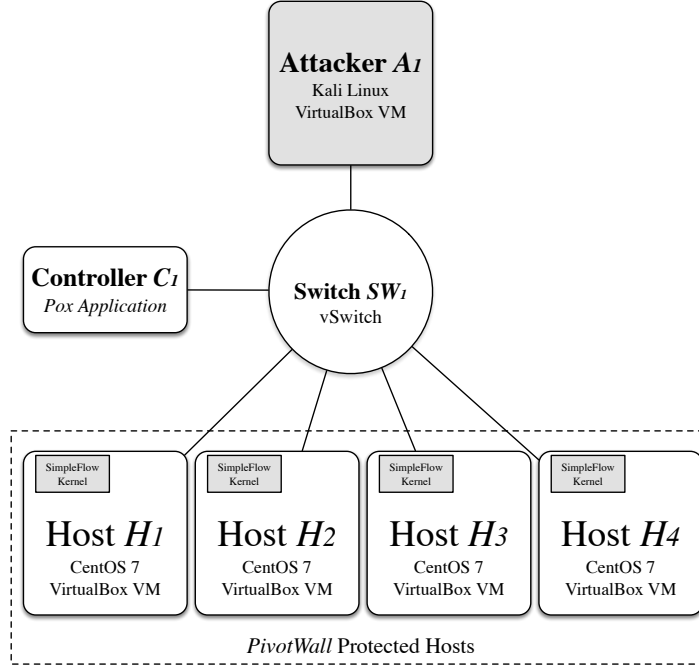 Attacker A1
Kali Linux
VirtualBox VM
Controller C1
Pox Application
Switch SW1
vSwitch
SimpleFlow
Kernel
Host H1
CentOS 7
VirtualBox VM
SimpleFlow
Kernel
Host H2
CentOS 7
VirtualBox VM
SimpleFlow
Kernel
Host H3
CentOS 7
VirtualBox VM
SimpleFlow
Kernel
Host H4
CentOS 7
VirtualBox VM
PivotWall Protected Hosts